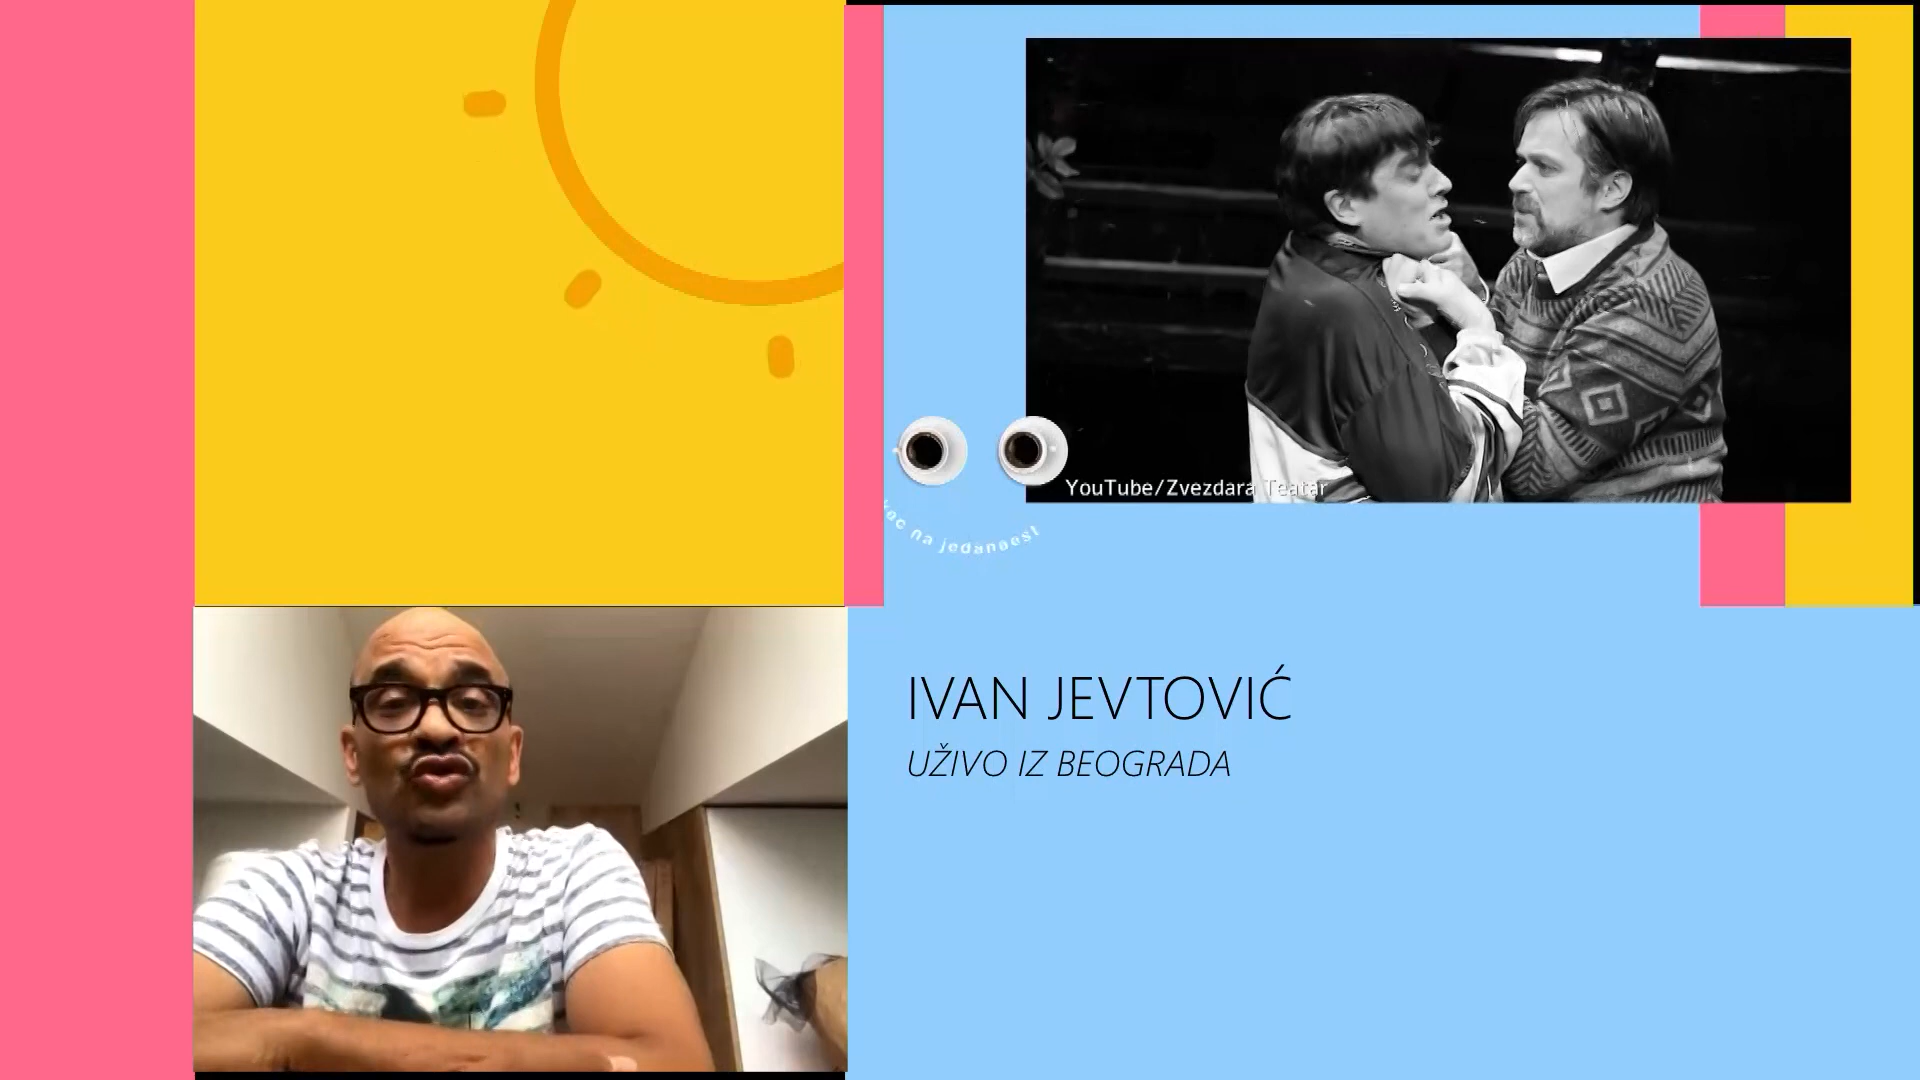 YouTube/Zvezdara Teatar
na jedanaest
IVAN JEVTOVIĆ
UŽIVO IZ BEOGRADA